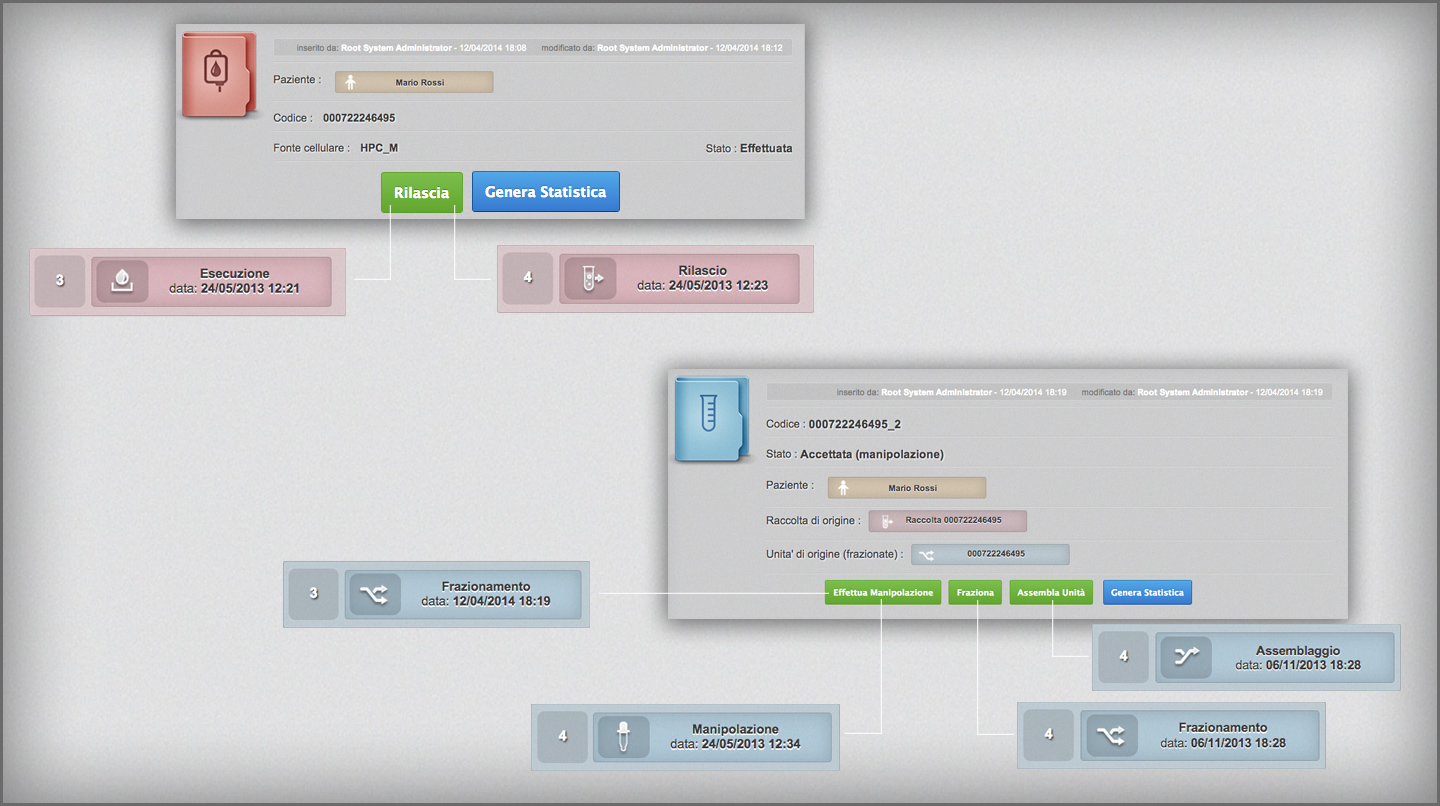 inserito da: Root System Administrator - 12/04/2014 18:08 modificato da: Root System Administrator - 12/04/2014 18:12
Paziente : Mario Rossi
Codice : 000722246495
Fonte cellulare : HPC_M Stato : Effettuata
Rilascia Genera Statistica
3 Esecuzione
data: 24/05/2013 12:21
4 Rilascio
data: 24/05/2013 12:23
inserito da: Root System Administrator - 12/04/2014 18:19 modificato da: Root System Administrator - 12/04/2014 18:19
Codice : 000722246495_2
Stato : Accettata (manipolazione)
Paziente : Mario Rossi
Raccolta di origine : Raccolta 000722246495
Unita' di origine (frazionate) : 000722246495
Effettua Manipolazione Fraziona Assembla Unità Genera Statistica
3 Frazionamento
data: 12/04/2014 18:19
4 Assemblaggio
data: 06/11/2013 18:28
4 Manipolazione
data: 24/05/2013 12:34
4 Frazionamento
data: 06/11/2013 18:28